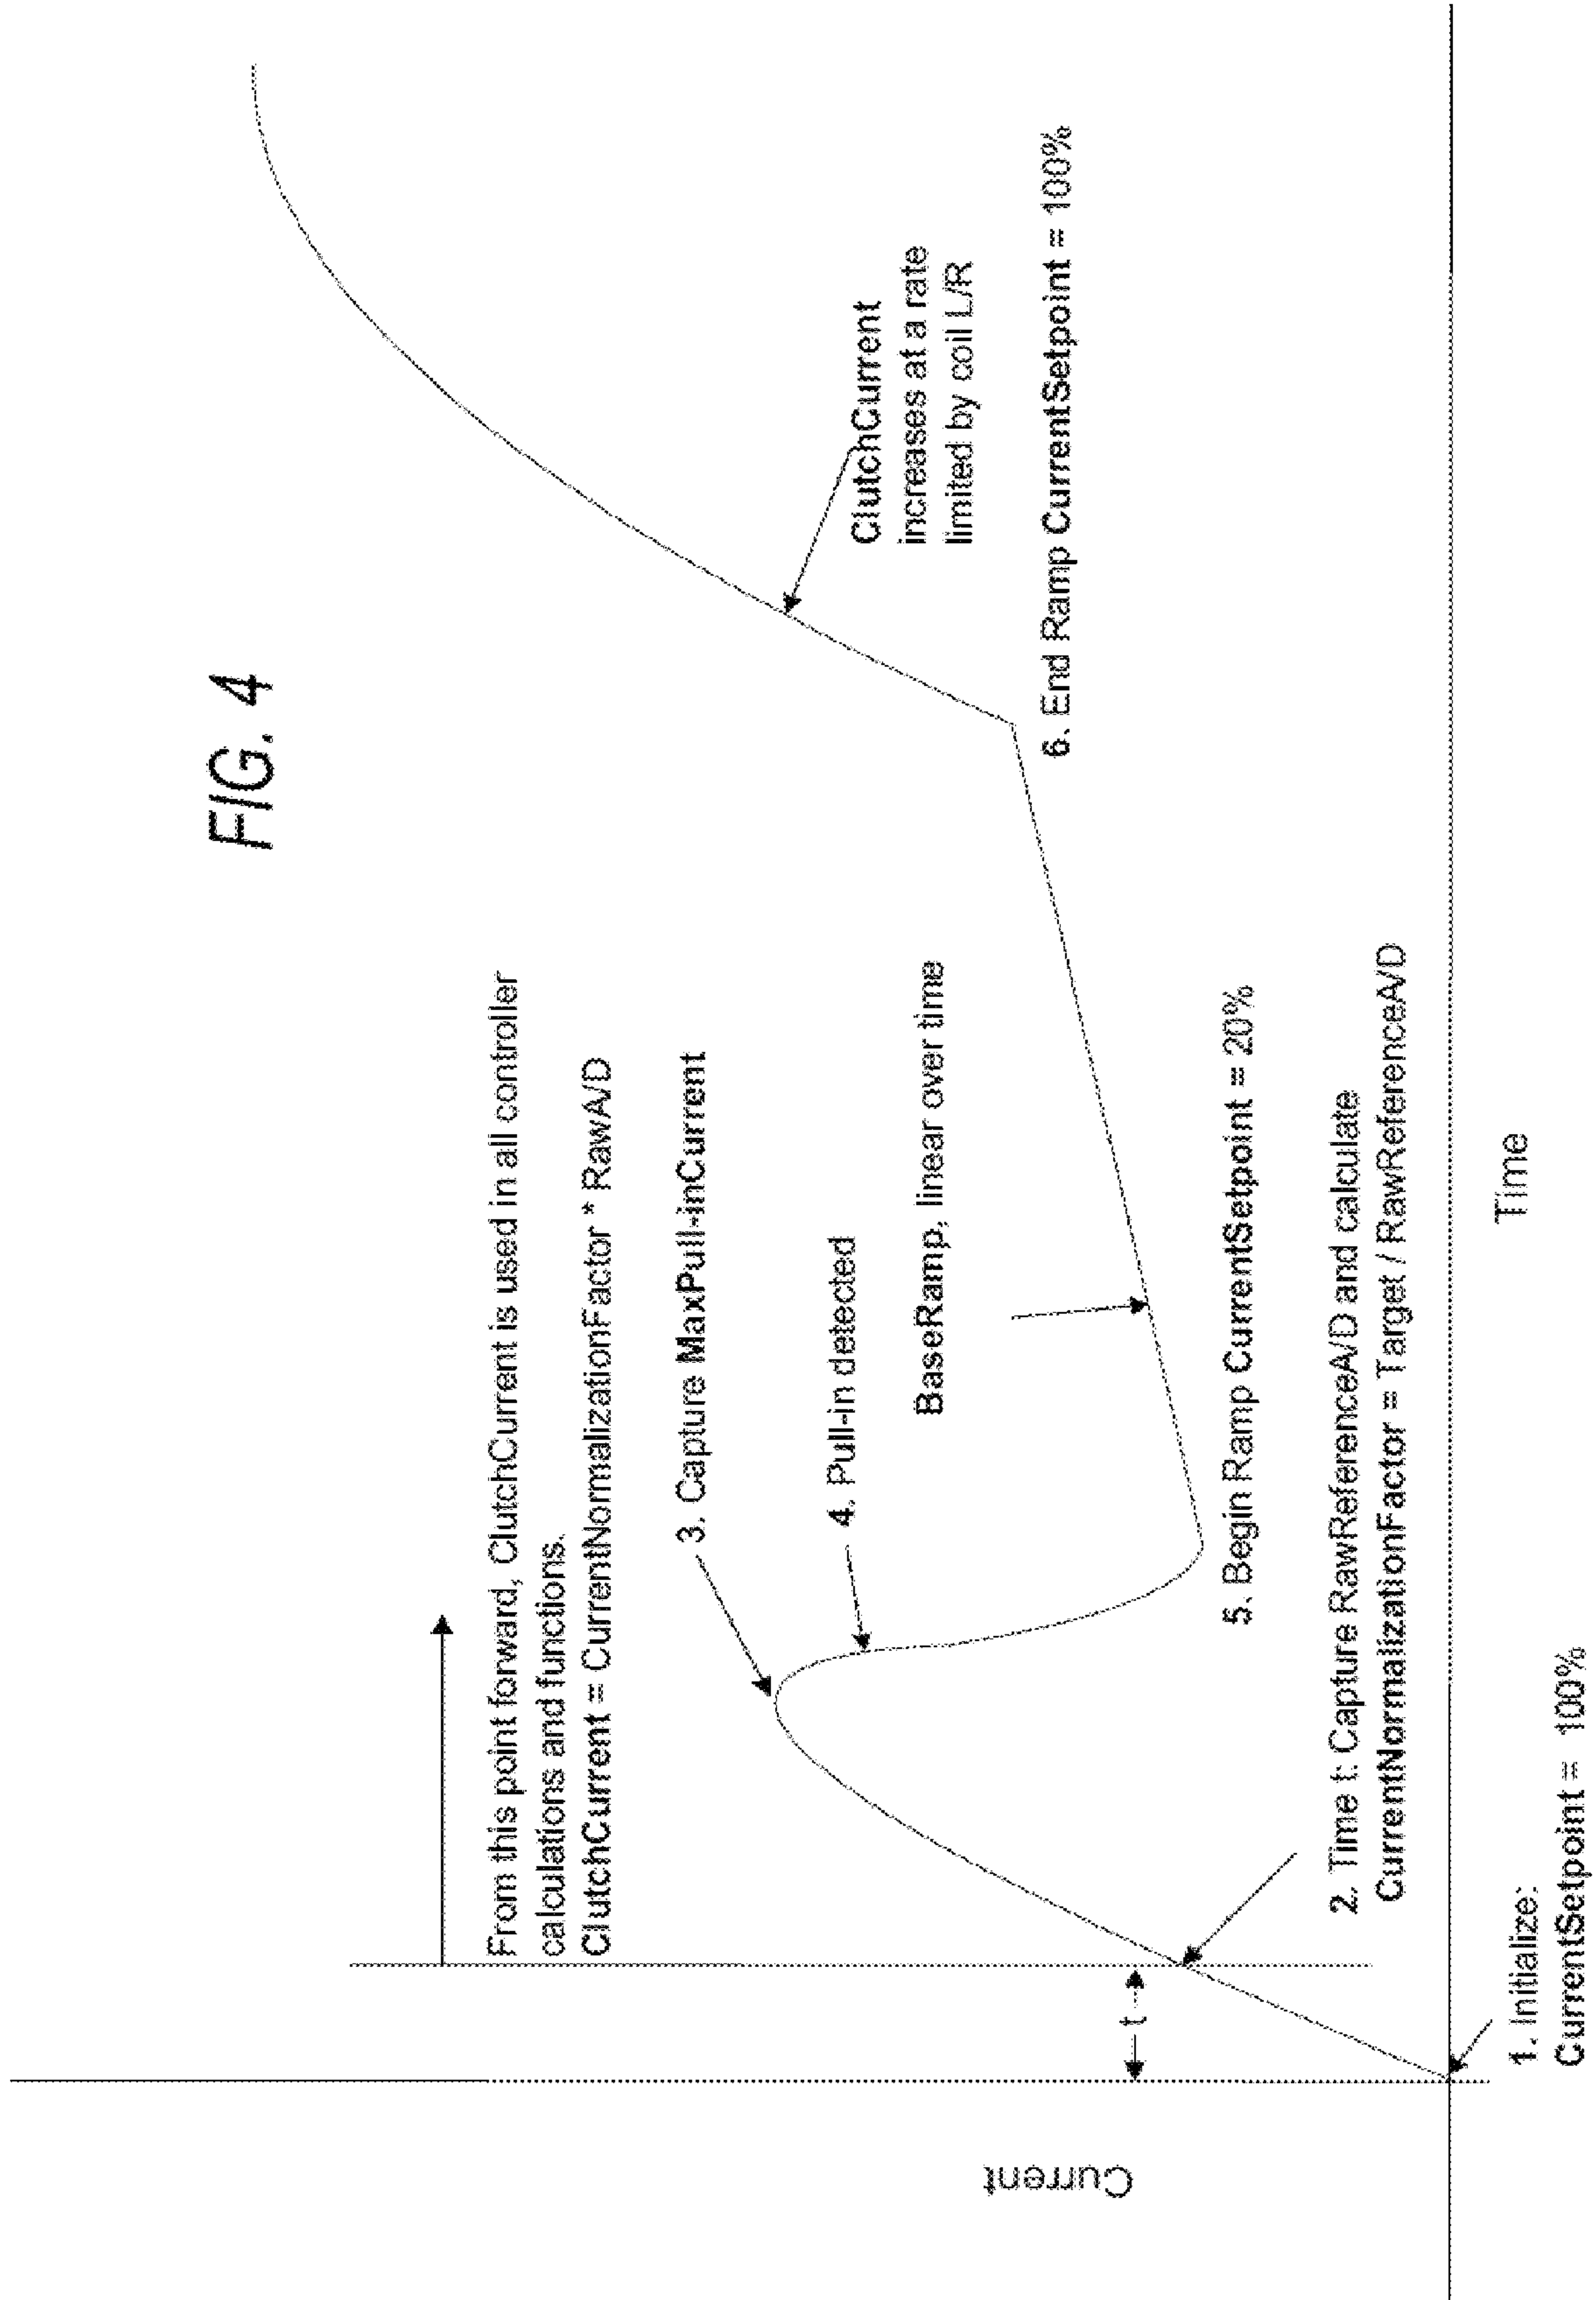 FIG. 4
From this point forward, ClutchCurrent is used in all controller
calculations and functions.
ClutchCurrent = CurrentNormalizationFactor * RawA/D
3. Capture MaxPull-inCurrent
4. Pull-in detected
BaseRamp, linear over time
ClutchCurrent
increases at a rate
limited by coil L/R
6. End Ramp CurrentSetpoint = 100%
5. Begin Ramp CurrentSetpoint = 20%
t
2. Time t: Capture RawReferenceA/D and calculate
CurrentNormalizationFactor = Target / RawReferenceA/D
1. Initialize:
CurrentSetpoint = 100%
Current
Time